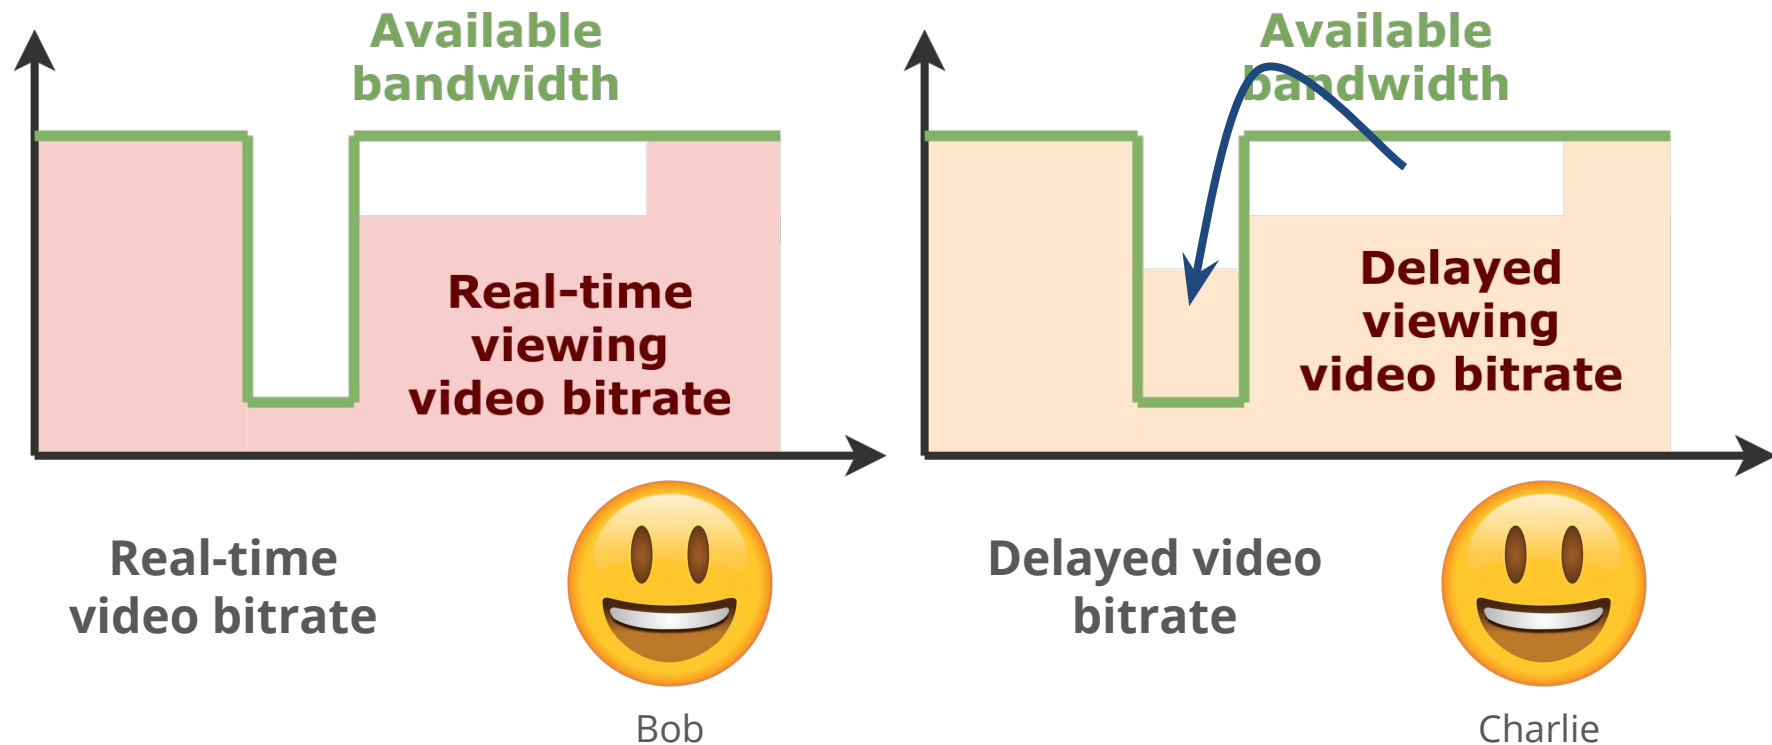 Available
bandwidth
Real-time
viewing
video bitrate
Real-time
video bitrate
Bob
Available
bandwidth
Delayed
viewing
video bitrate
Delayed video
bitrate
Charlie